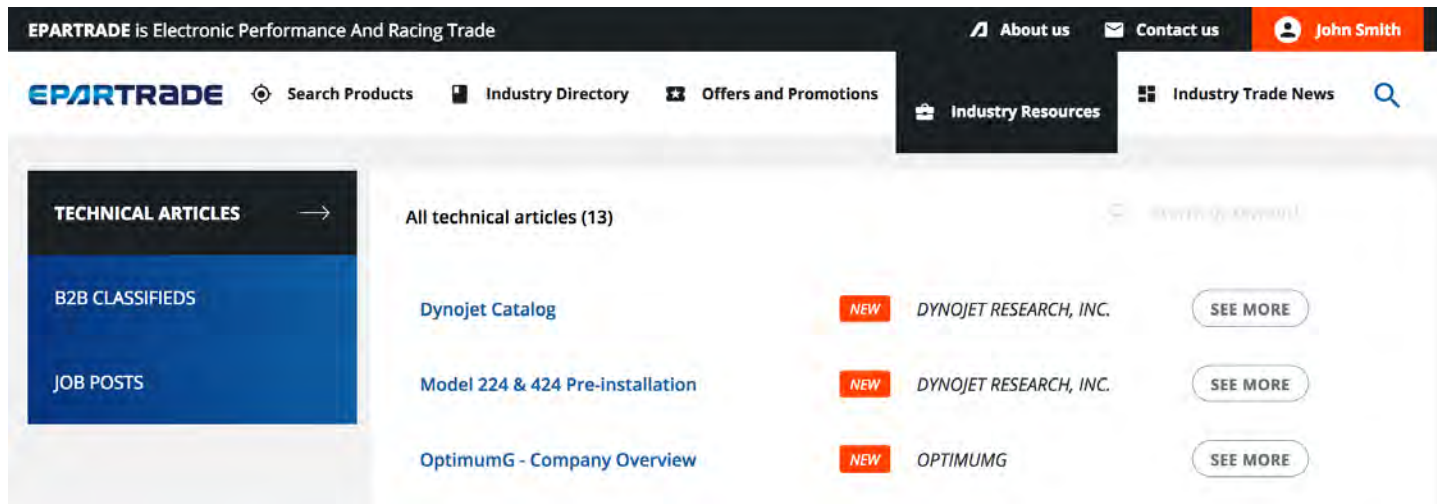 EPARTRADE is Electronic Performance And Racing Trade
About us
Contact us
John Smith
EPARTRADE
Search Products
Industry Directory
Offers and Promotions
Industry Resources
Industry Trade News
TECHNICAL ARTICLES
B2B CLASSIFIEDS
JOB POSTS
All technical articles (13)
Dynojet Catalog NEW DYNOJET RESEARCH, INC. SEE MORE
Model 224 & 424 Pre-installation NEW DYNOJET RESEARCH, INC. SEE MORE
OptimumG - Company Overview NEW OPTIMUMG SEE MORE